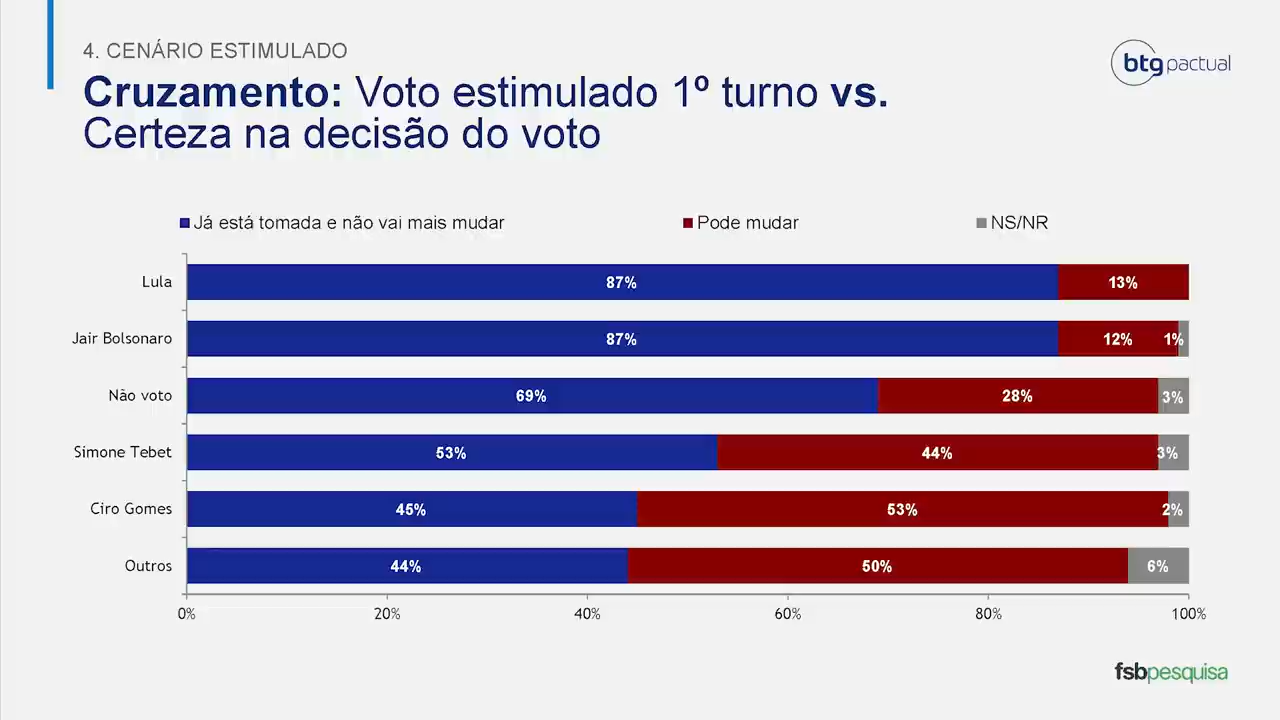 4. CENÁRIO ESTIMULADO
btg pactual
Cruzamento: Voto estimulado 1º turno vs.
Certeza na decisão do voto
Já está tomada e não vai mais mudar Pode mudar NS/NR
Lula 87% 13%
Jair Bolsonaro 87% 12% 1%
Não voto 69% 28% 3%
Simone Tebet 53% 44% 3%
Ciro Gomes 45% 53% 2%
Outros 44% 50% 6%
0% 20% 40% 60% 80% 100%
fsbpesquisa